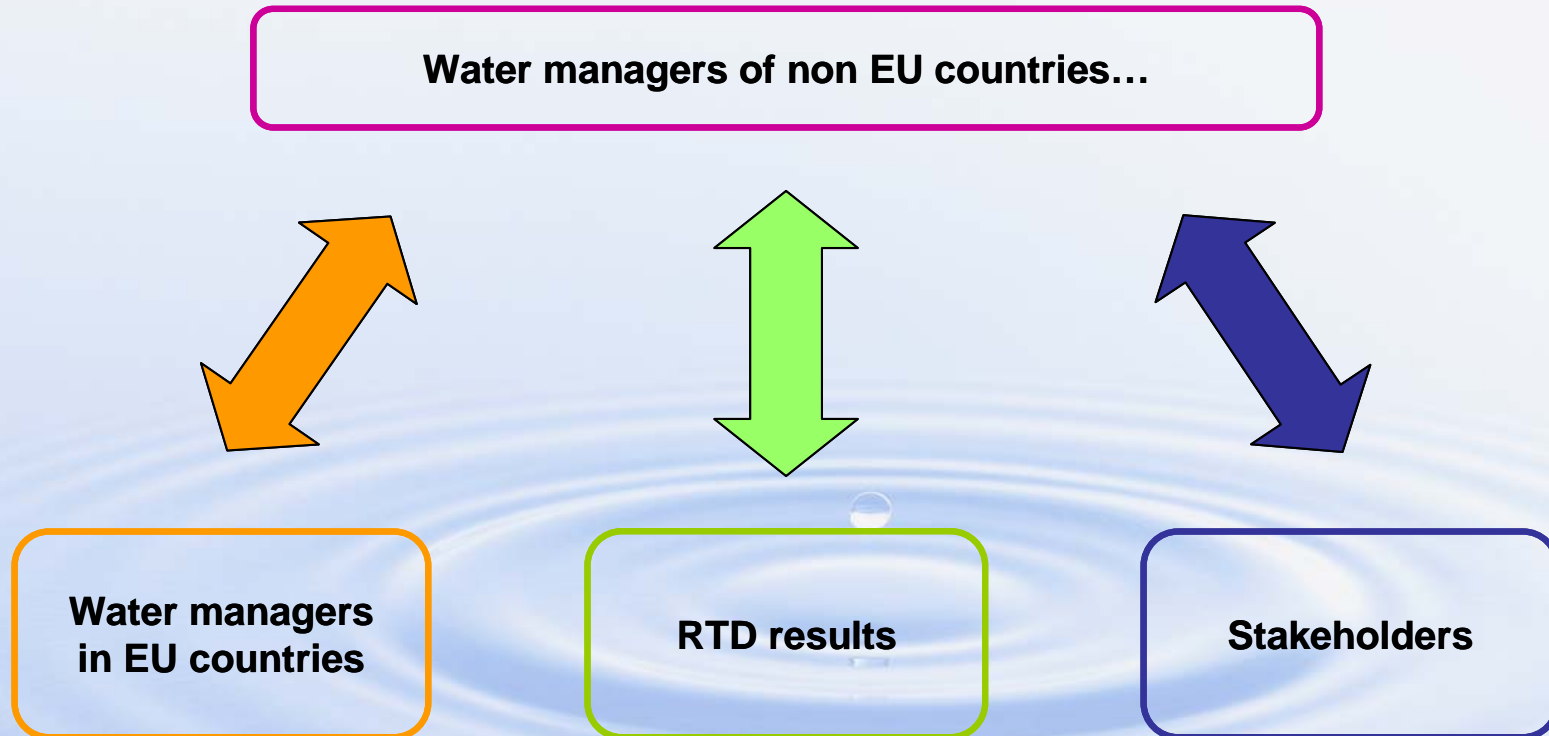 Water managers of non EU countries…
Water managers
in EU countries
RTD results
Stakeholders